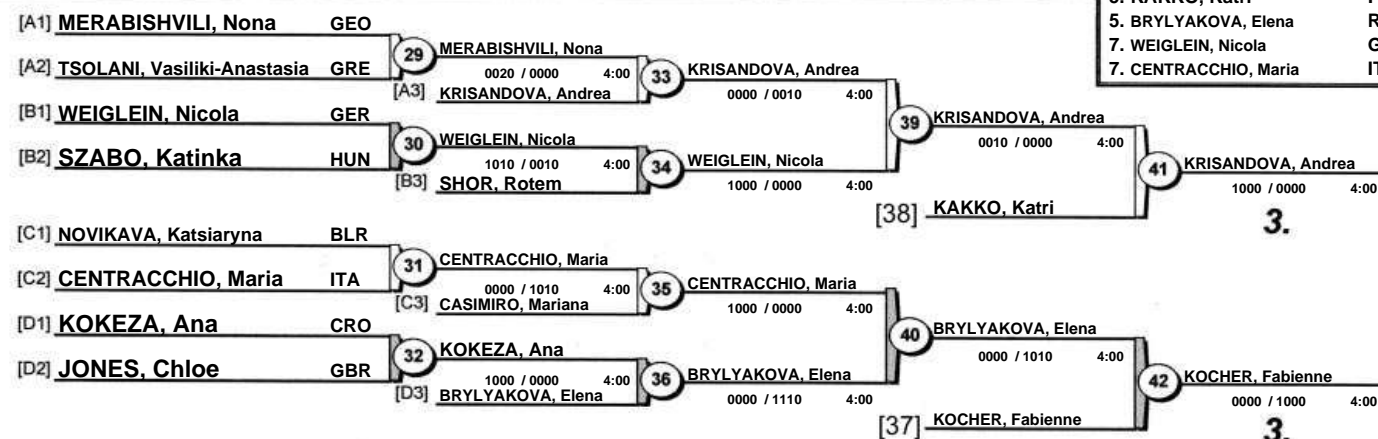 5. KAKKO, Katri
5. BRYLYAKOVA, Elena R
7. WEIGLEIN, Nicola G
7. CENTRACCHIO, Maria IT
[A1] MERABISHVILI, Nona GEO
29 MERABISHVILI, Nona
[A2] TSOLANI, Vasiliki-Anastasia GRE
0020 / 0000 4:00
33 KRISANDOVA, Andrea
[A3] KRISANDOVA, Andrea
0000 / 0010 4:00
[B1] WEIGLEIN, Nicola GER
39 KRISANDOVA, Andrea
30 WEIGLEIN, Nicola
0010 / 0000 4:00
[B2] SZABO, Katinka HUN
1010 / 0010 4:00
34 WEIGLEIN, Nicola
41 KRISANDOVA, Andrea
[B3] SHOR, Rotem
1000 / 0000 4:00
1000 / 0000 4:00
[38] KAKKO, Katri
3.
[C1] NOVIKAVA, Katsiaryna BLR
31 CENTRACCHIO, Maria
[C2] CENTRACCHIO, Maria ITA
0000 / 1010 4:00
35 CENTRACCHIO, Maria
[C3] CASIMIRO, Mariana
1000 / 0000 4:00
[D1] KOKEZA, Ana CRO
40 BRYLYAKOVA, Elena
32 KOKEZA, Ana
0000 / 1010 4:00
[D2] JONES, Chloe GBR
1000 / 0000 4:00
36 BRYLYAKOVA, Elena
42 KOCHER, Fabienne
[D3] BRYLYAKOVA, Elena
0000 / 1110 4:00
0000 / 1000 4:00
[37] KOCHER, Fabienne
3.